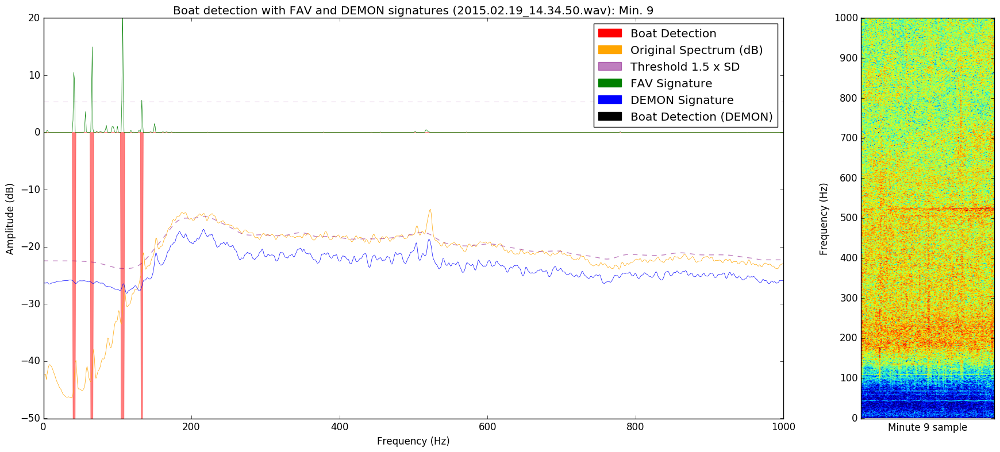 Boat detection with FAV and DEMON signatures (2015.02.19_14.34.50.wav): Min. 9
Boat Detection
Original Spectrum (dB)
Threshold 1.5 x SD
FAV Signature
DEMON Signature
Boat Detection (DEMON)
Amplitude (dB)
20
10
0
−10
−20
−30
−40
−50
0
200
400
600
800
1000
Frequency (Hz)
Frequency (Hz)
1000
900
800
700
600
500
400
300
200
100
0
Minute 9 sample